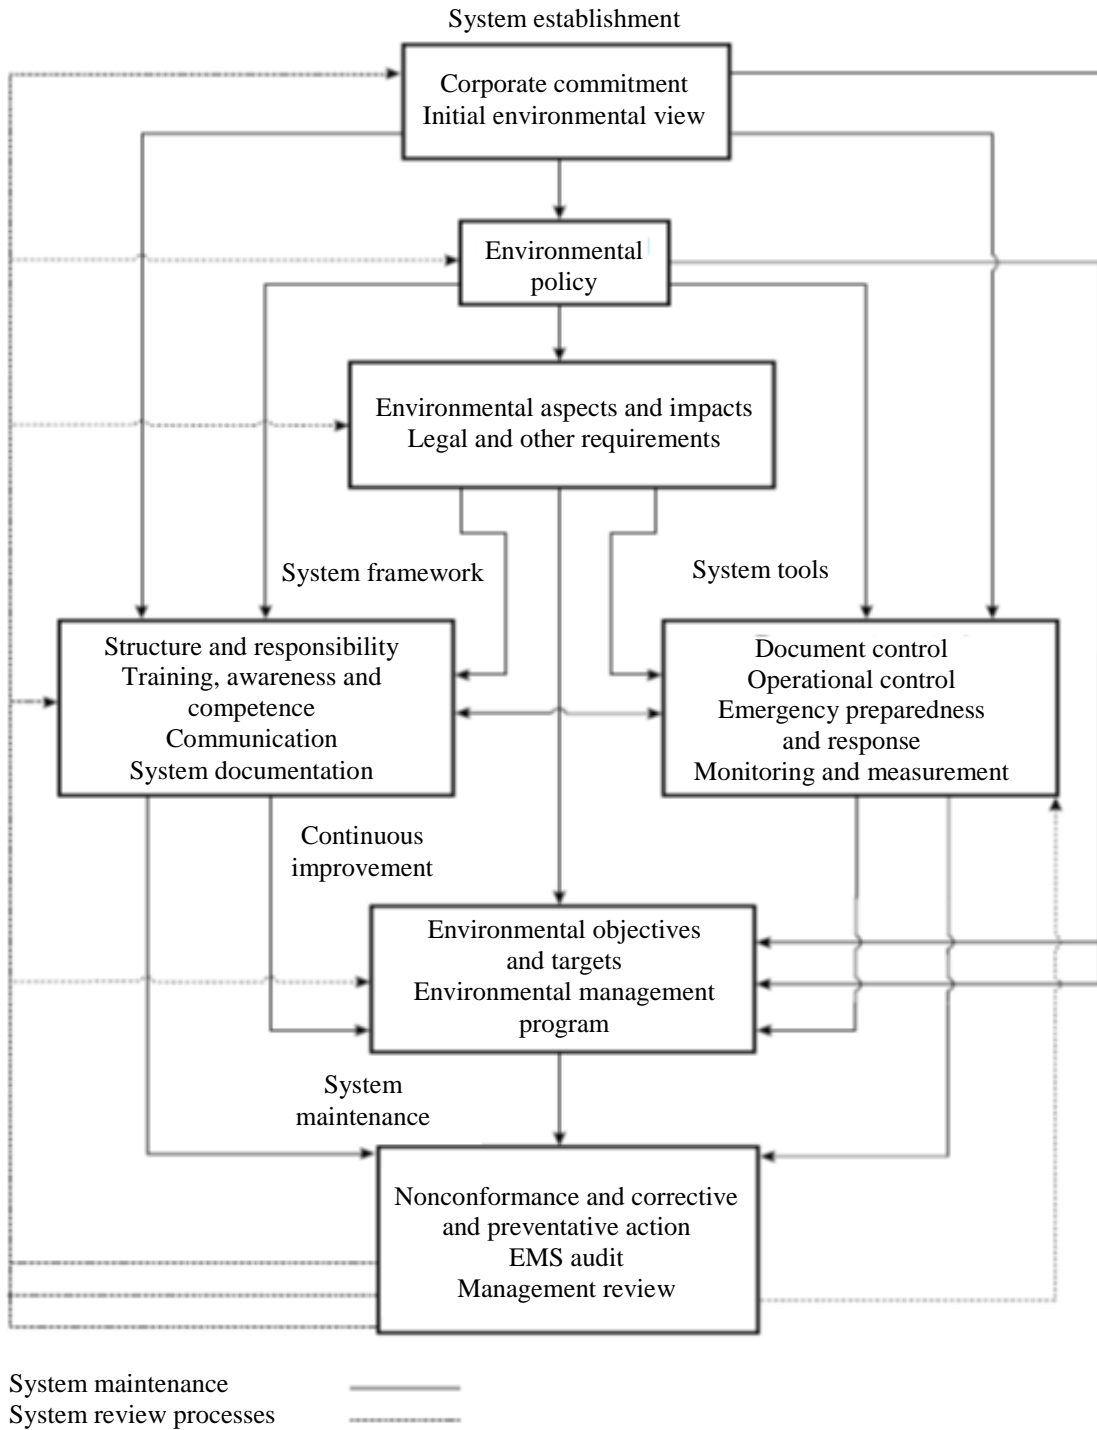 System establishment
Corporate commitment
Initial environmental view
Environmental
policy
Environmental aspects and impacts
Legal and other requirements
System framework
System tools
Structure and responsibility
Training, awareness and
competence
Communication
System documentation
Document control
Operational control
Emergency preparedness
and response
Monitoring and measurement
Continuous
improvement
Environmental objectives
and targets
Environmental management
program
System
maintenance
Nonconformance and corrective
and preventative action
EMS audit
Management review
System maintenance
System review processes